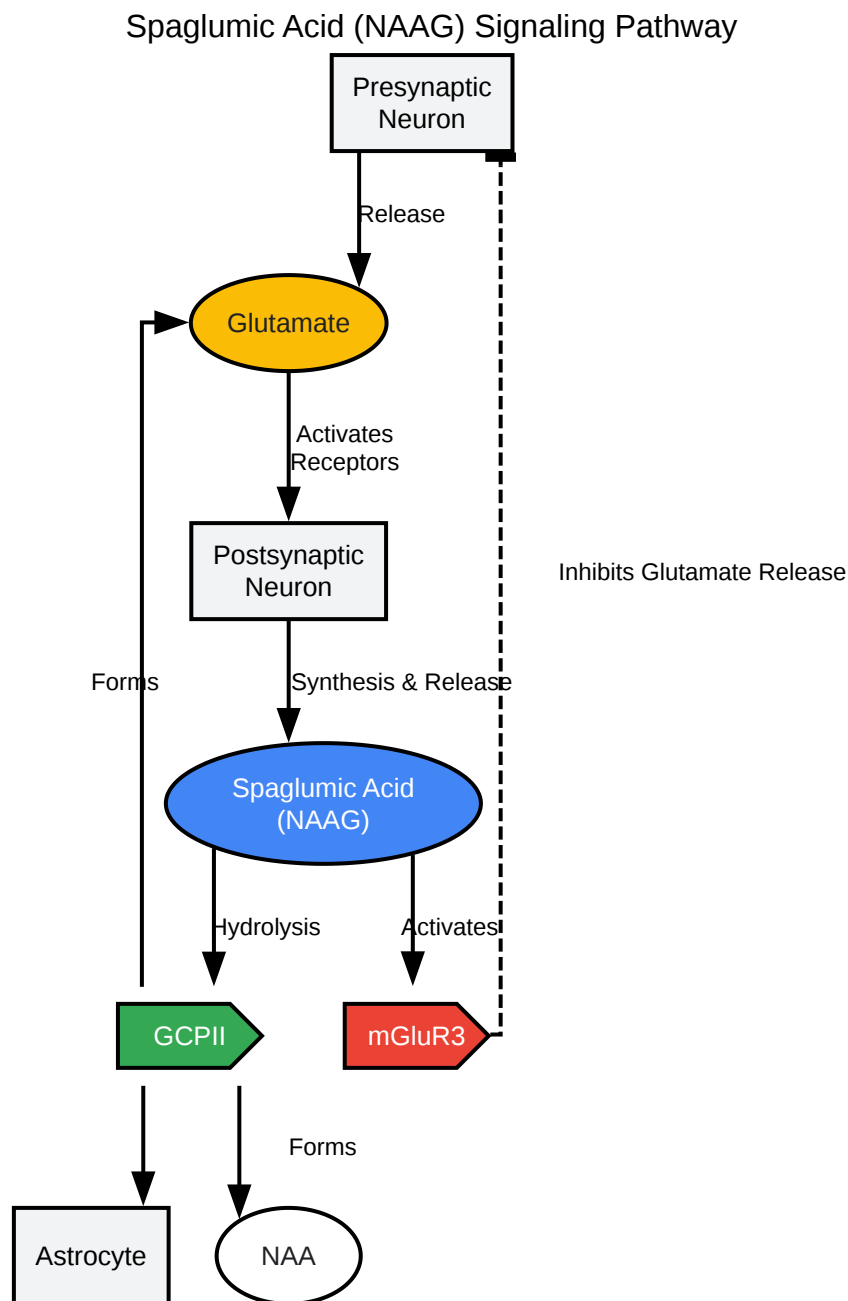 Spaglumic Acid (NAAG) Signaling Pathway
Presynaptic
Neuron
Release
Glutamate
Activates
Receptors
Postsynaptic
Neuron
Inhibits Glutamate Release
Forms
Synthesis & Release
Spaglumic Acid
(NAAG)
Hydrolysis
Activates
GCPII
mGluR3
Forms
Astrocyte
NAA